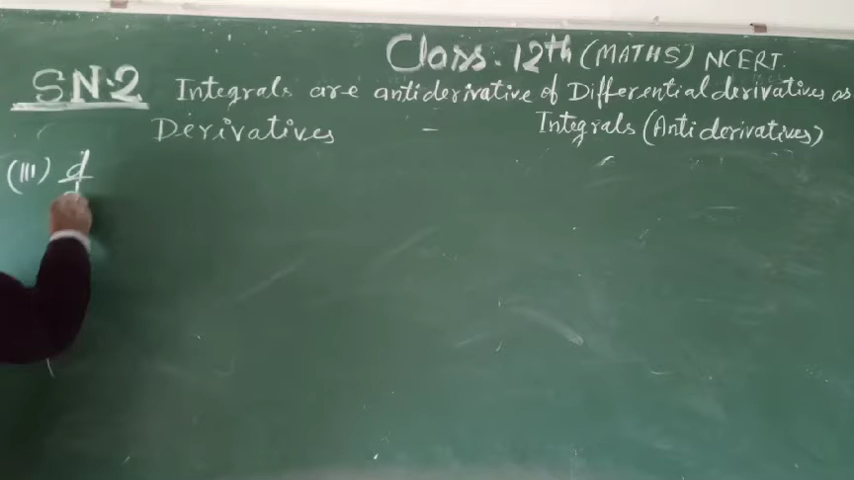 Class. 12th (MATHS) NCERT.
SN.2 Integrals are antiderivative of Differential derivatives as
Derivatives - Integrals (Anti derivatives)
(III) d